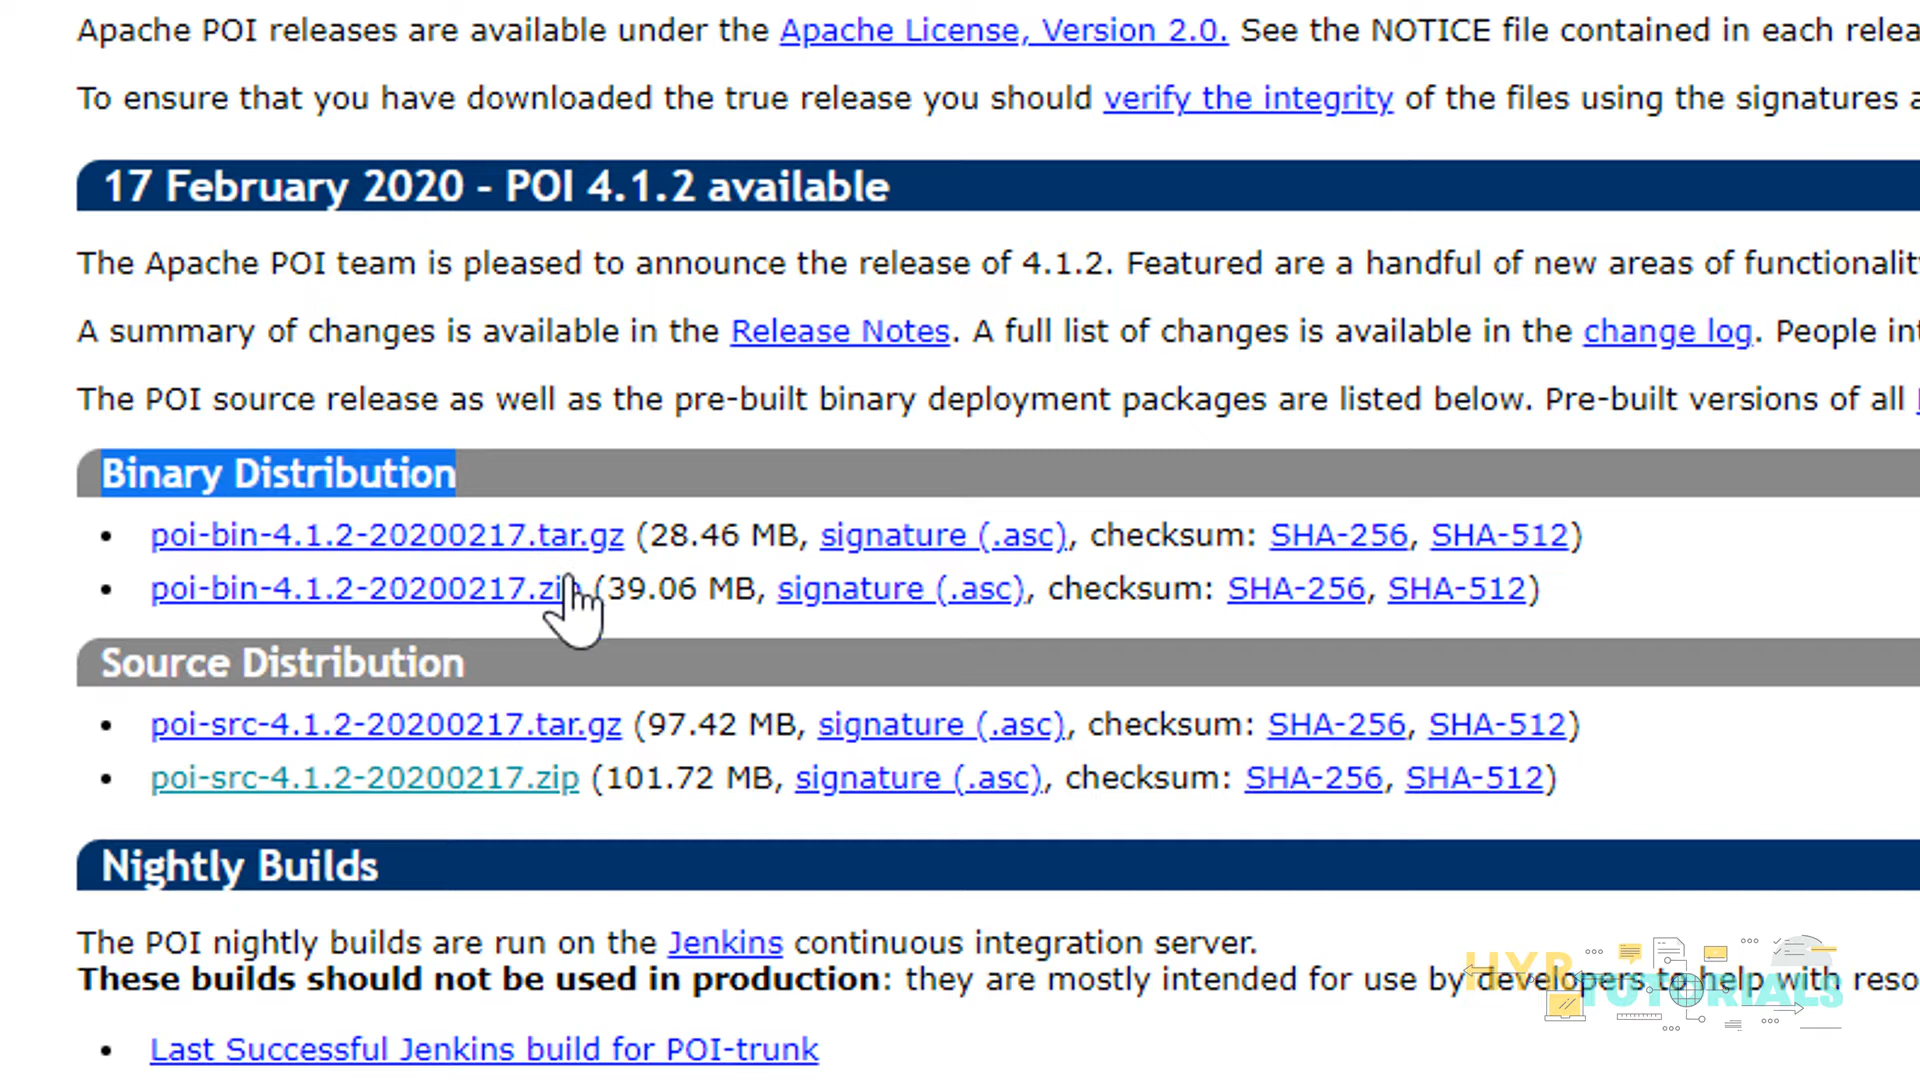 Apache POI releases are available under the Apache License, Version 2.0. See the NOTICE file contained in each relea
To ensure that you have downloaded the true release you should verify the integrity of the files using the signatures a
17 February 2020 - POI 4.1.2 available
The Apache POI team is pleased to announce the release of 4.1.2. Featured are a handful of new areas of functionalit
A summary of changes is available in the Release Notes. A full list of changes is available in the change log. People int
The POI source release as well as the pre-built binary deployment packages are listed below. Pre-built versions of all
Binary Distribution
• poi-bin-4.1.2-20200217.tar.gz (28.46 MB, signature (.asc), checksum: SHA-256, SHA-512)
• poi-bin-4.1.2-20200217.zip (39.06 MB, signature (.asc), checksum: SHA-256, SHA-512)
Source Distribution
• poi-src-4.1.2-20200217.tar.gz (97.42 MB, signature (.asc), checksum: SHA-256, SHA-512)
• poi-src-4.1.2-20200217.zip (101.72 MB, signature (.asc), checksum: SHA-256, SHA-512)
Nightly Builds
The POI nightly builds are run on the Jenkins continuous integration server.
These builds should not be used in production: they are mostly intended for use by developers to help with reso
HYR
TUTORIALS
• Last Successful Jenkins build for POI-trunk